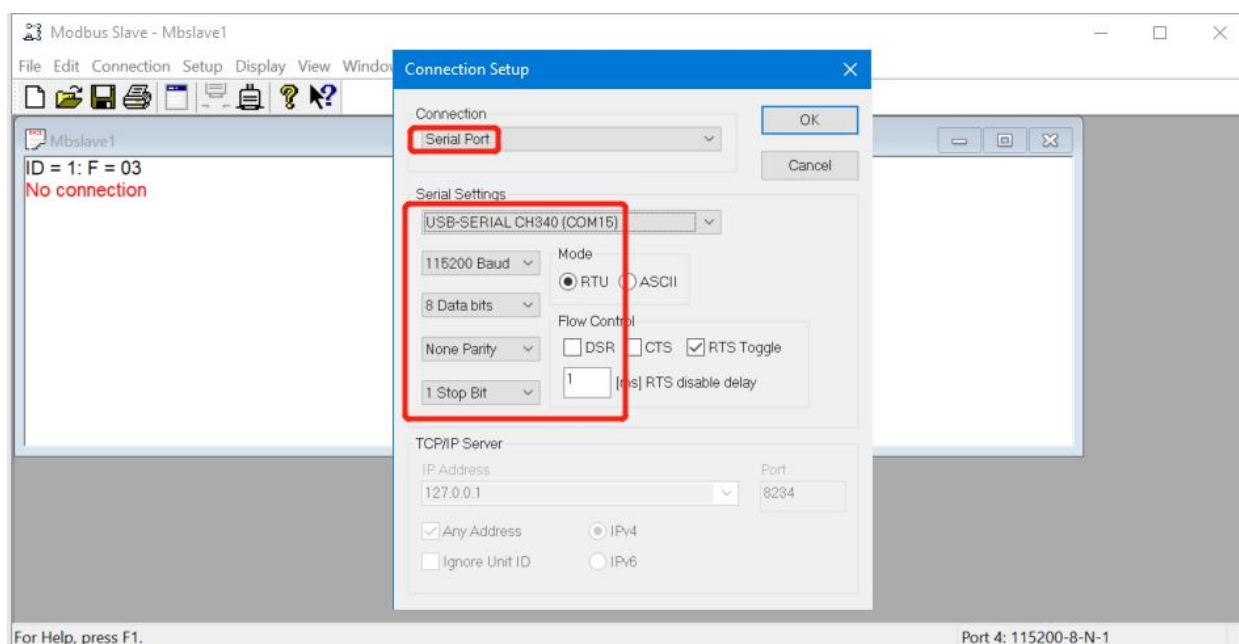 Modbus Slave - Mbslave1
File Edit Connection Setup Display View Windo
Connection Setup
Connection
Serial Port
OK
Cancel
Mbslave1
ID = 1: F = 03
No connection
Serial Settings
USB-SERIAL CH340 (COM15)
115200 Baud
Mode
RTU ASCII
8 Data bits
Flow Control
None Parity
DSR CTS RTS Toggle
1 Stop Bit
1 [ms] RTS disable delay
TCP/IP Server
IP Address Port
127.0.0.1 8234
Any Address IPv4
Ignore Unit ID IPv6
For Help, press F1. Port 4: 115200-8-N-1